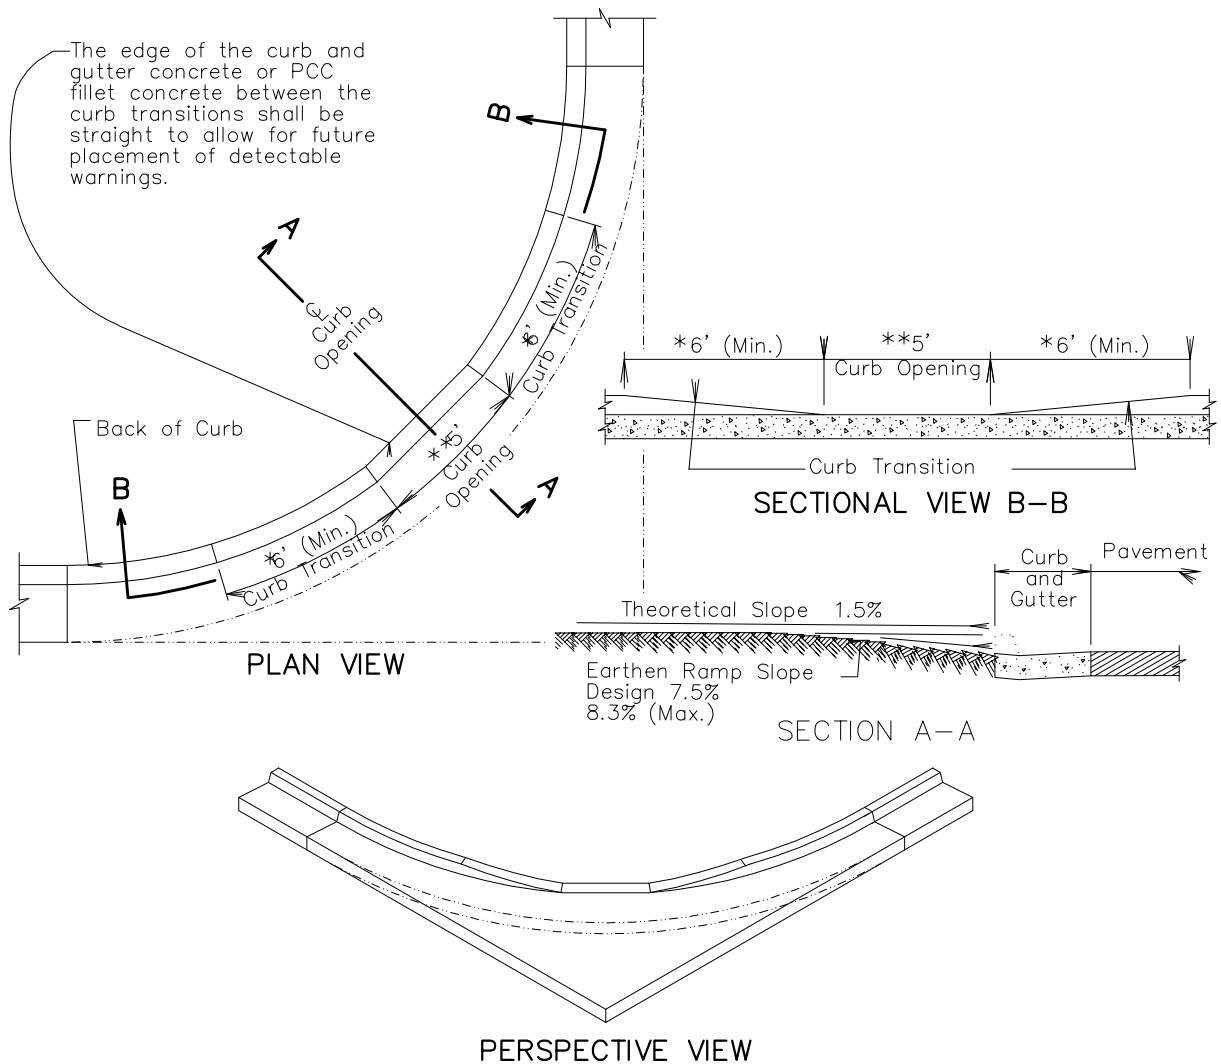 The edge of the curb and
gutter concrete or PCC
fillet concrete between the
curb transitions shall be
straight to allow for future
placement of detectable
warnings.
B
A
℄
Curb
Opening
*6' (Min.)
Curb Transition
**5'
Curb
Opening
A
Back of Curb
B
*6' (Min.)
Curb Transition
PLAN VIEW
*6' (Min.)
**5'
*6' (Min.)
Curb Opening
Curb Transition
SECTIONAL VIEW B-B
Curb
and
Gutter
Pavement
Theoretical Slope 1.5%
Earthen Ramp Slope
Design 7.5%
8.3% (Max.)
SECTION A-A
PERSPECTIVE VIEW